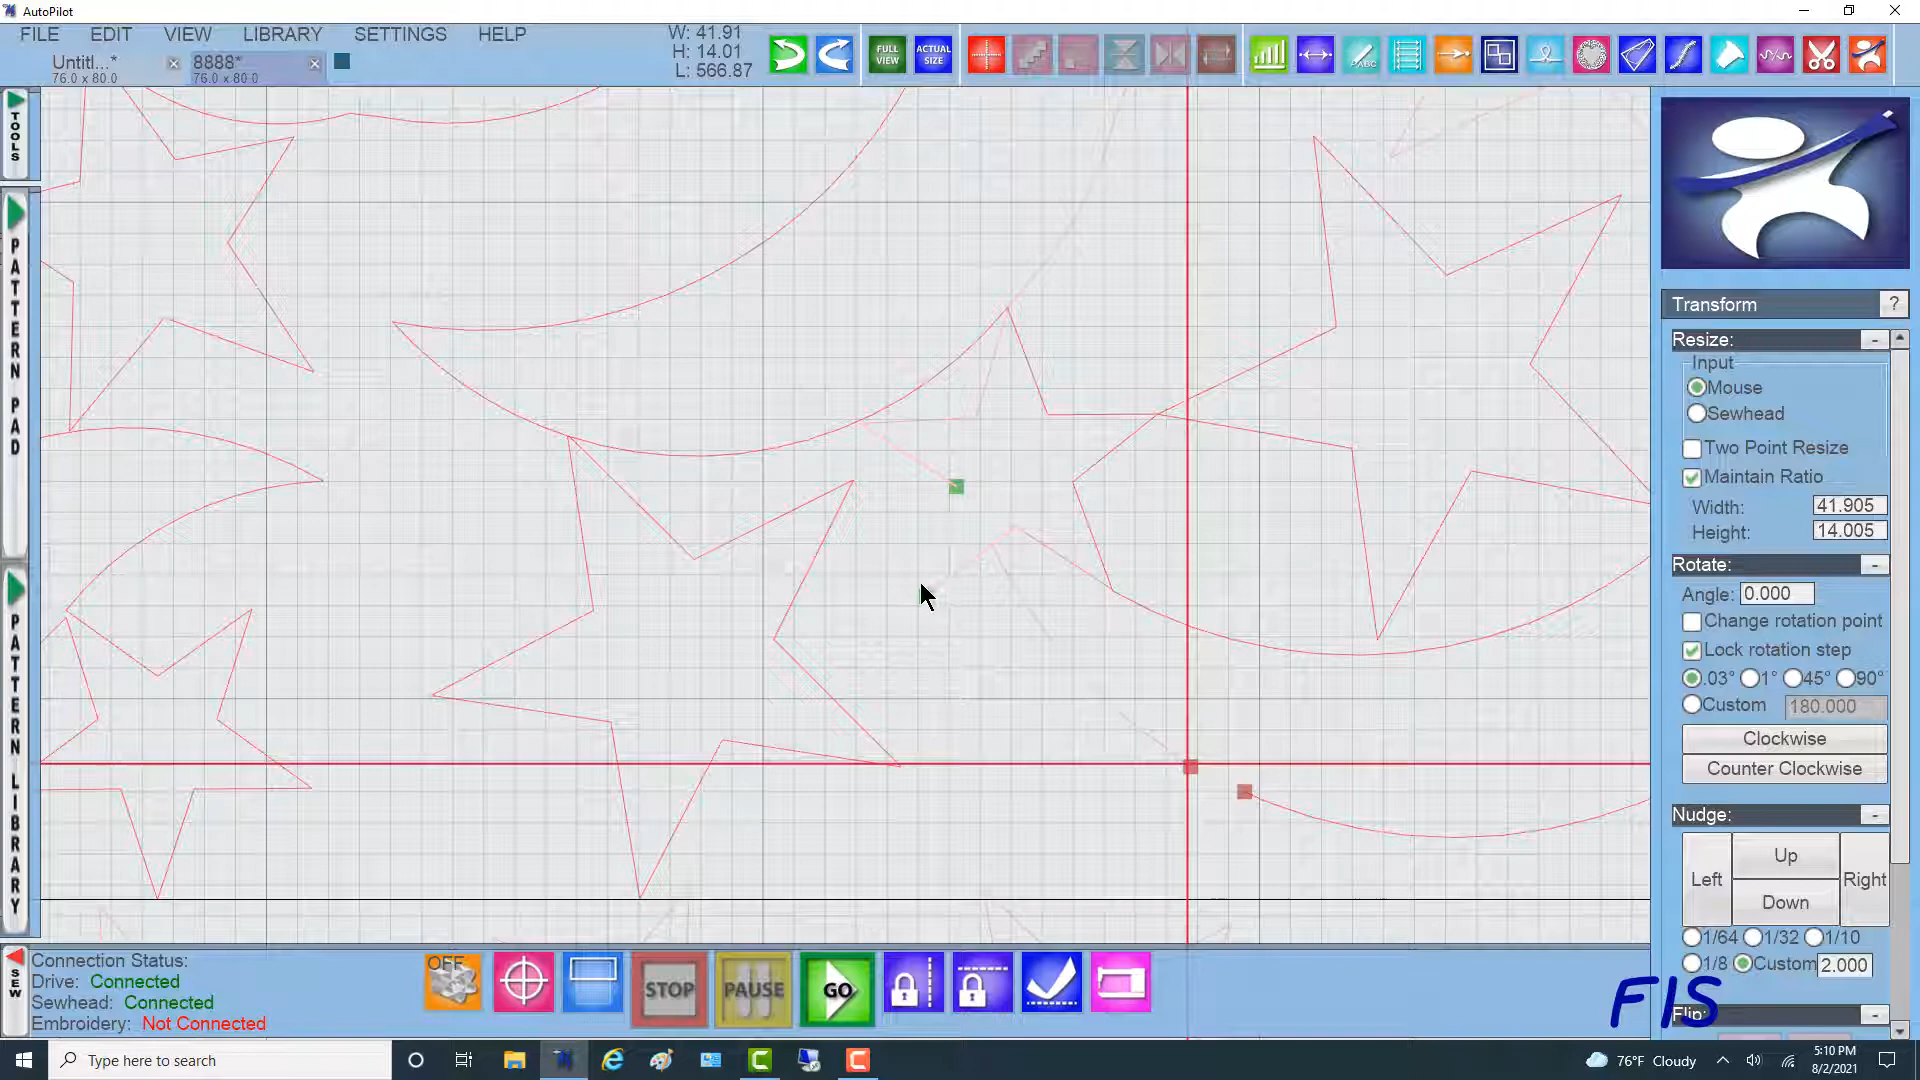 AutoPilot
FILE EDIT VIEW LIBRARY SETTINGS HELP
W: 41.91
H: 14.01
L: 566.87
Untitl...*
76.0 x 80.0
8888*
76.0 x 80.0
FULL VIEW
ACTUAL SIZE
ABC
TOOLS
PATTERN PAD
PATTERN LIBRARY
SEW
Transform ?
Resize: -
Input
Mouse
Sewhead
Two Point Resize
Maintain Ratio
Width: 41.905
Height: 14.005
Rotate: -
Angle: 0.000
Change rotation point
Lock rotation step
.03° 1° 45° 90°
Custom 180.000
Clockwise
Counter Clockwise
Nudge: -
Up
Left Right
Down
1/64 1/32 1/10
1/8 Custom 2.000
FIS
Flip: -
Connection Status:
Drive: Connected
Sewhead: Connected
Embroidery: Not Connected
OFF
STOP
PAUSE
GO
Type here to search
76°F Cloudy
5:10 PM
8/2/2021